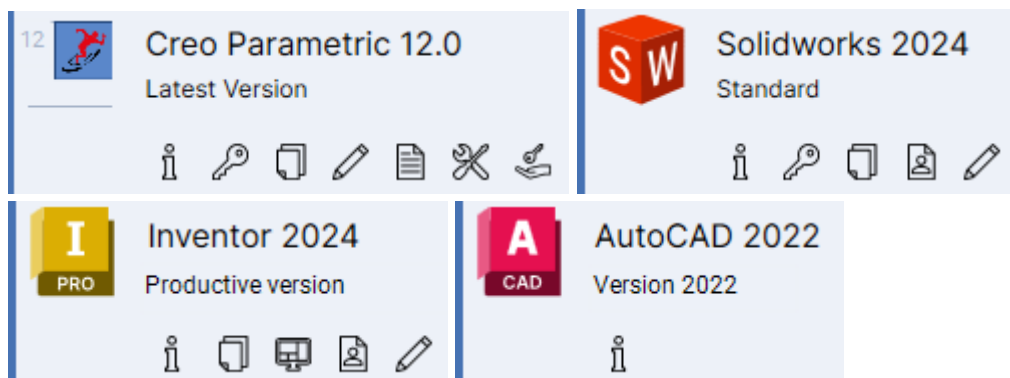 12
Creo Parametric 12.0
Latest Version
SW
Solidworks 2024
Standard
I
PRO
Inventor 2024
Productive version
A
CAD
AutoCAD 2022
Version 2022